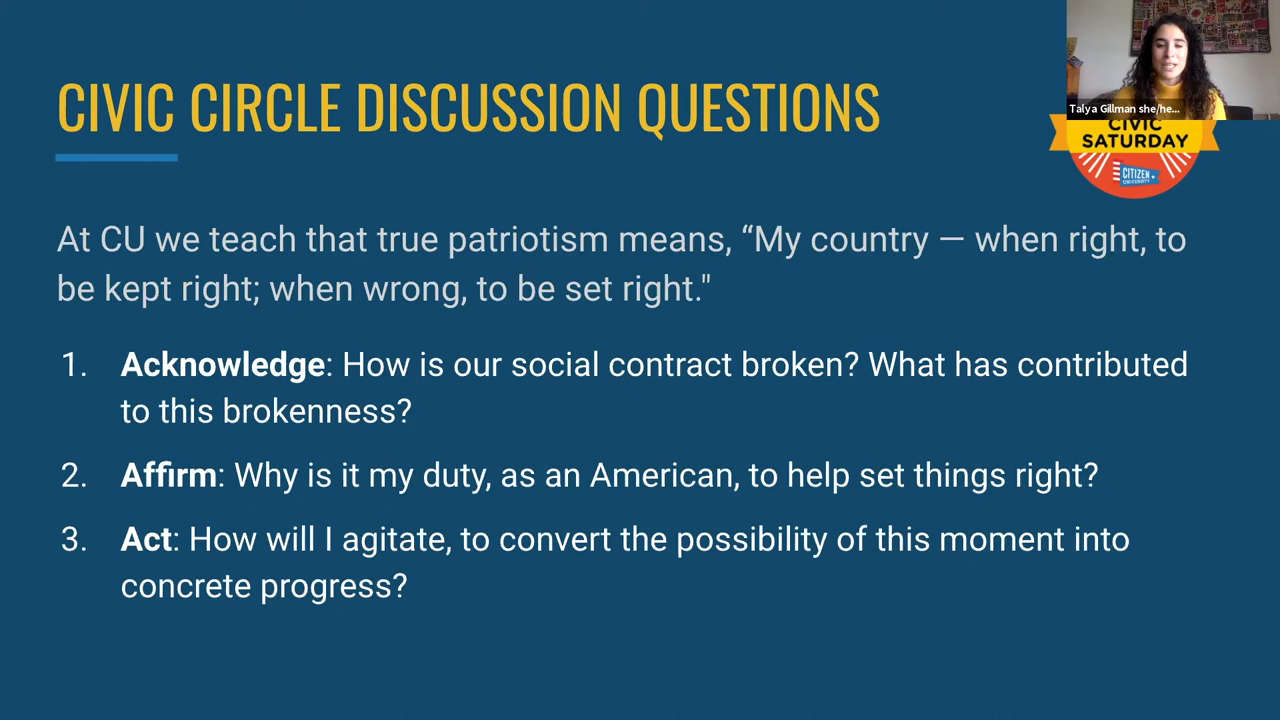 CIVIC CIRCLE DISCUSSION QUESTIONS
Talya Gillman she/he...
CIVIC
SATURDAY
CITIZEN
UNIVERSITY
At CU we teach that true patriotism means, “My country — when right, to
be kept right; when wrong, to be set right."
1. Acknowledge: How is our social contract broken? What has contributed
to this brokenness?
2. Affirm: Why is it my duty, as an American, to help set things right?
3. Act: How will I agitate, to convert the possibility of this moment into
concrete progress?